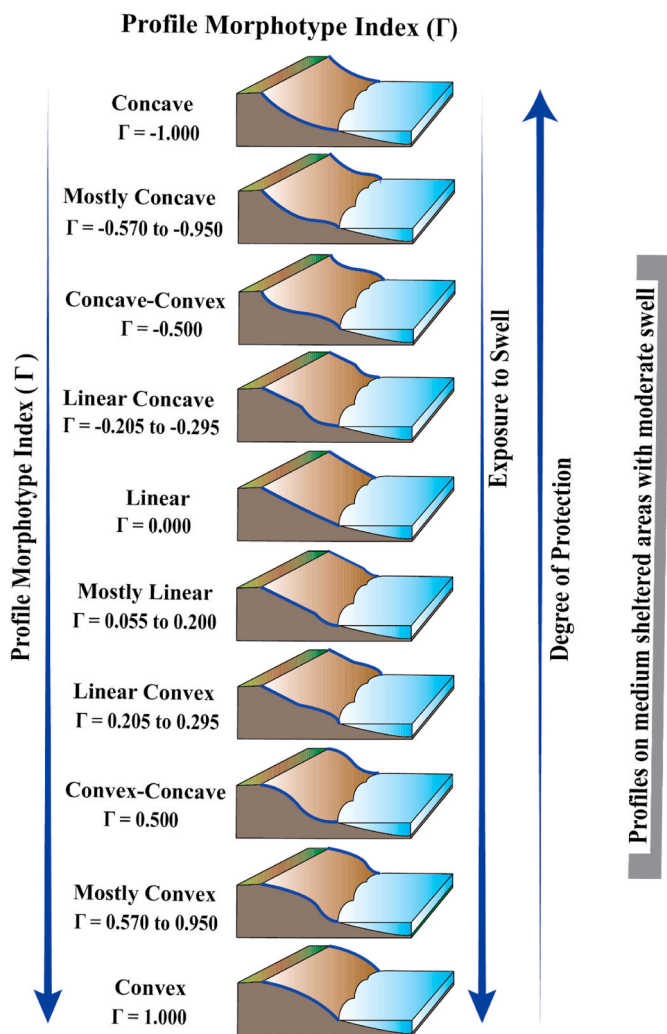 Profile Morphotype Index (Γ)
Concave
Γ = -1.000
Mostly Concave
Γ = -0.570 to -0.950
Concave-Convex
Γ = -0.500
Linear Concave
Γ = -0.205 to -0.295
Linear
Γ = 0.000
Mostly Linear
Γ = 0.055 to 0.200
Linear Convex
Γ = 0.205 to 0.295
Convex-Concave
Γ = 0.500
Mostly Convex
Γ = 0.570 to 0.950
Convex
Γ = 1.000
Profile Morphotype Index ( Γ )
Exposure to Swell
Degree of Protection
Profiles on medium sheltered areas with moderate swell